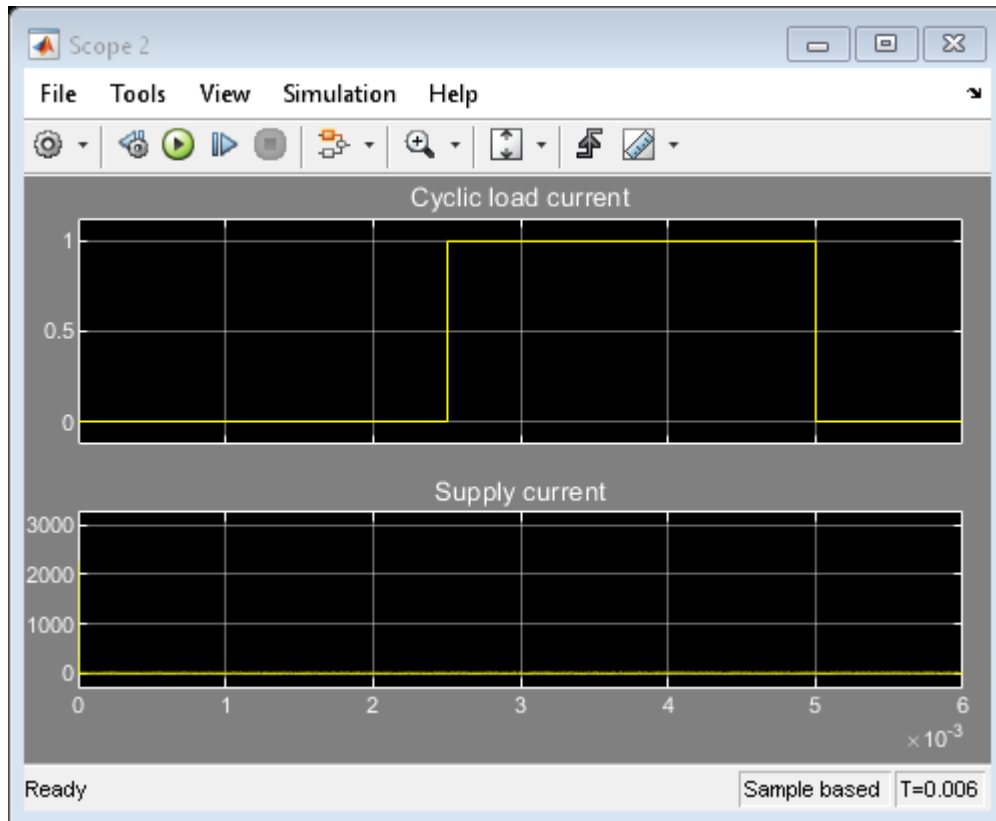 Scope 2
File Tools View Simulation Help
Cyclic load current
1
0.5
0
Supply current
3000
2000
1000
0
0 1 2 3 4 5 6
×10⁻³
Ready Sample based T=0.006